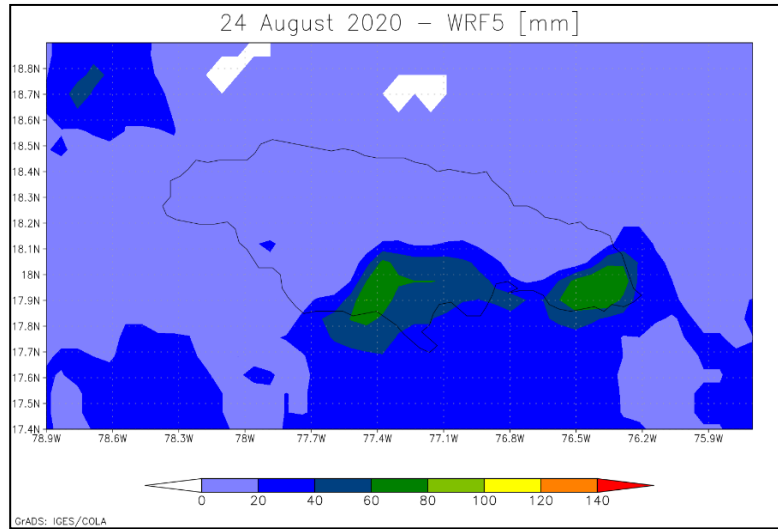 24 August 2020 – WRF5 [mm]
18.8N
18.7N
18.6N
18.5N
18.4N
18.3N
18.2N
18.1N
18N
17.9N
17.8N
17.7N
17.6N
17.5N
17.4N
78.9W 78.6W 78.3W 78W 77.7W 77.4W 77.1W 76.8W 76.5W 76.2W 75.9W
0 20 40 60 80 100 120 140
GrADS: IGES/COLA